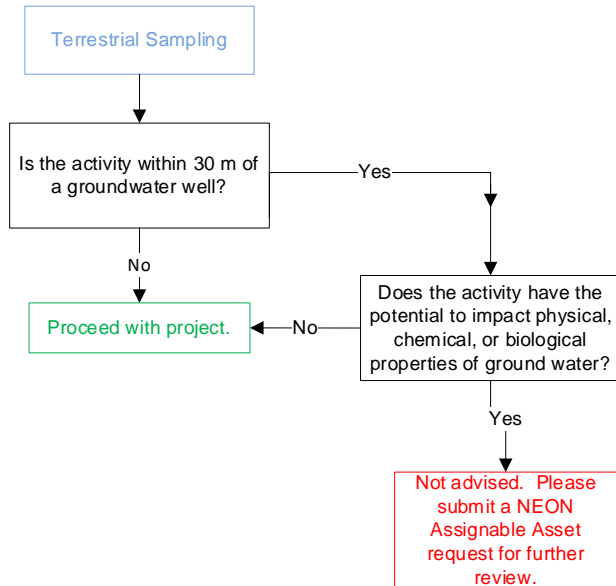 Terrestrial Sampling
Is the activity within 30 m of
a groundwater well?
Yes
No
Does the activity have the
potential to impact physical,
chemical, or biological
properties of ground water?
Proceed with project.
No
Yes
Not advised.  Please
submit a NEON
Assignable Asset
request for further
review.